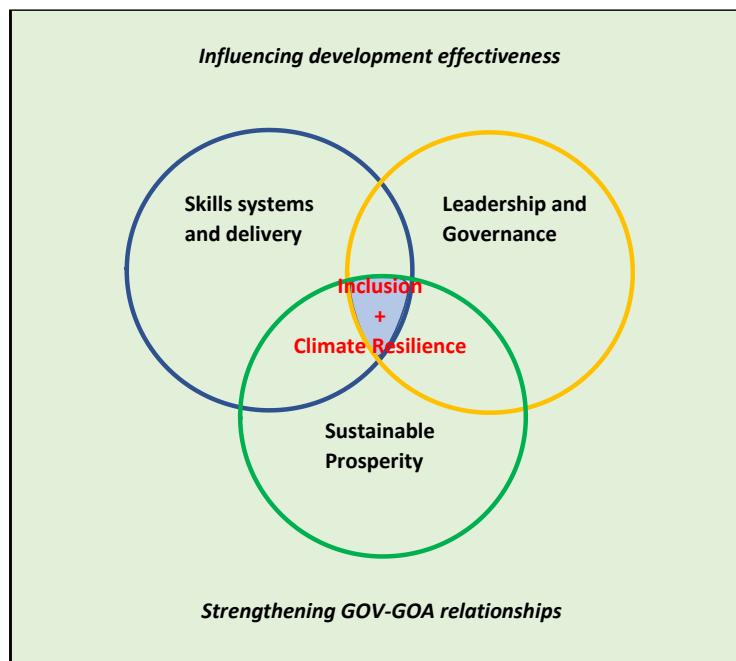 Influencing development effectiveness
Skills systems
and delivery
Leadership and
Governance
Inclusion
+
Climate Resilience
Sustainable
Prosperity
Strengthening GOV-GOA relationships